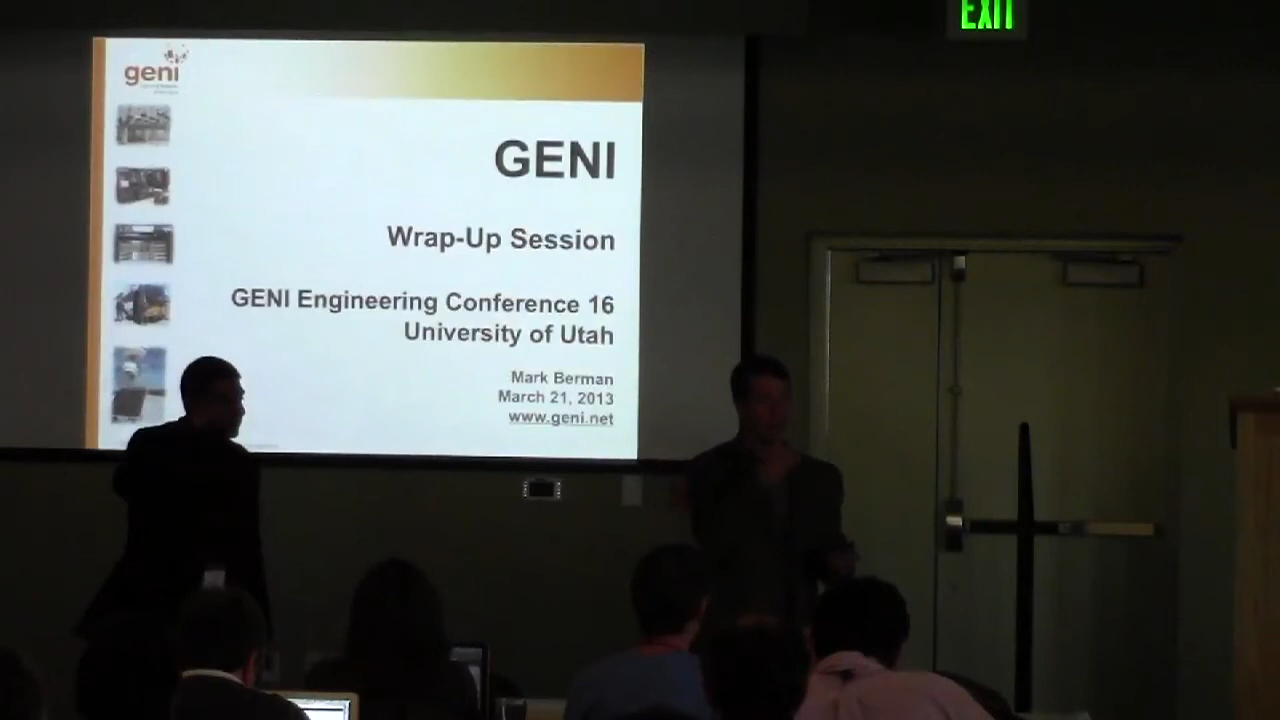 EXIT
geni
GENI
Wrap-Up Session
GENI Engineering Conference 16
University of Utah
Mark Berman
March 21, 2013
www.geni.net